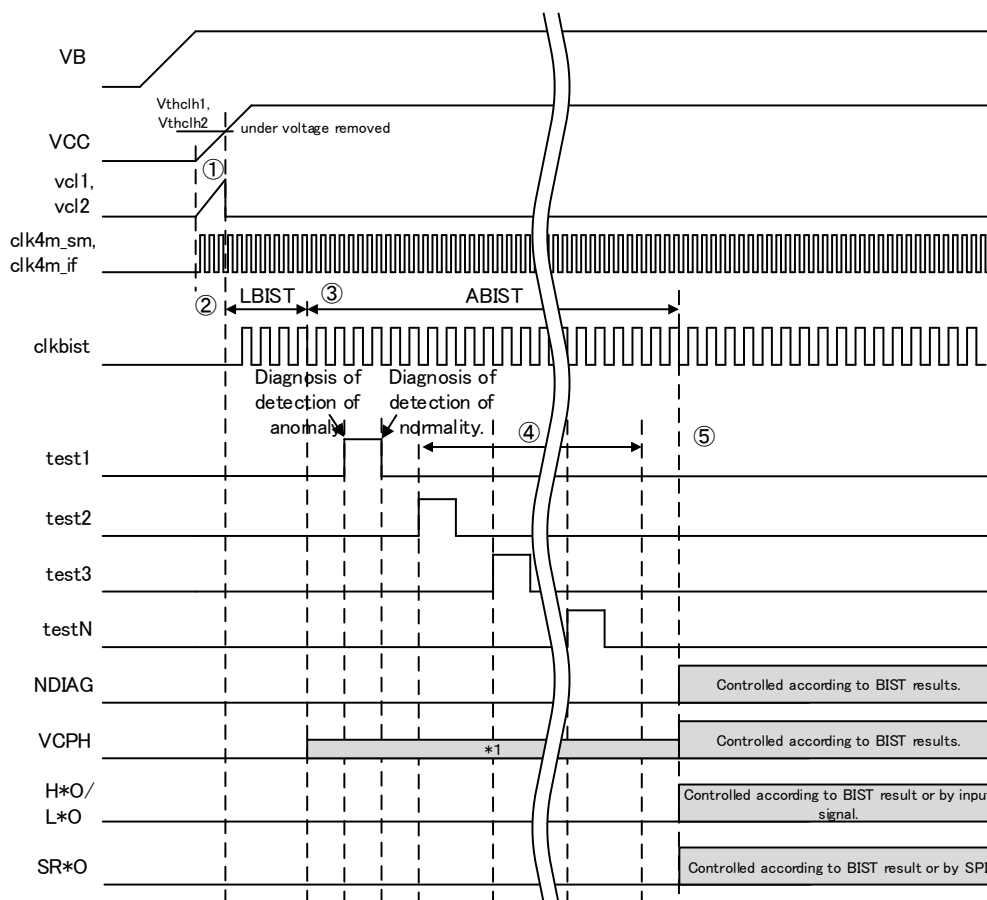 VB
Vthclh1,
Vthclh2
under voltage removed
VCC
①
vcl1,
vcl2
clk4m_sm,
clk4m_if
②
LBIST
③
ABIST
clkbist
Diagnosis of
detection of
anomaly.
Diagnosis of
detection of
normality.
④
⑤
test1
test2
test3
testN
NDIAG
Controlled according to BIST results.
VCPH
*1
Controlled according to BIST results.
H*O/
L*O
Controlled according to BIST result or by input
signal.
SR*O
Controlled according to BIST result or by SPI